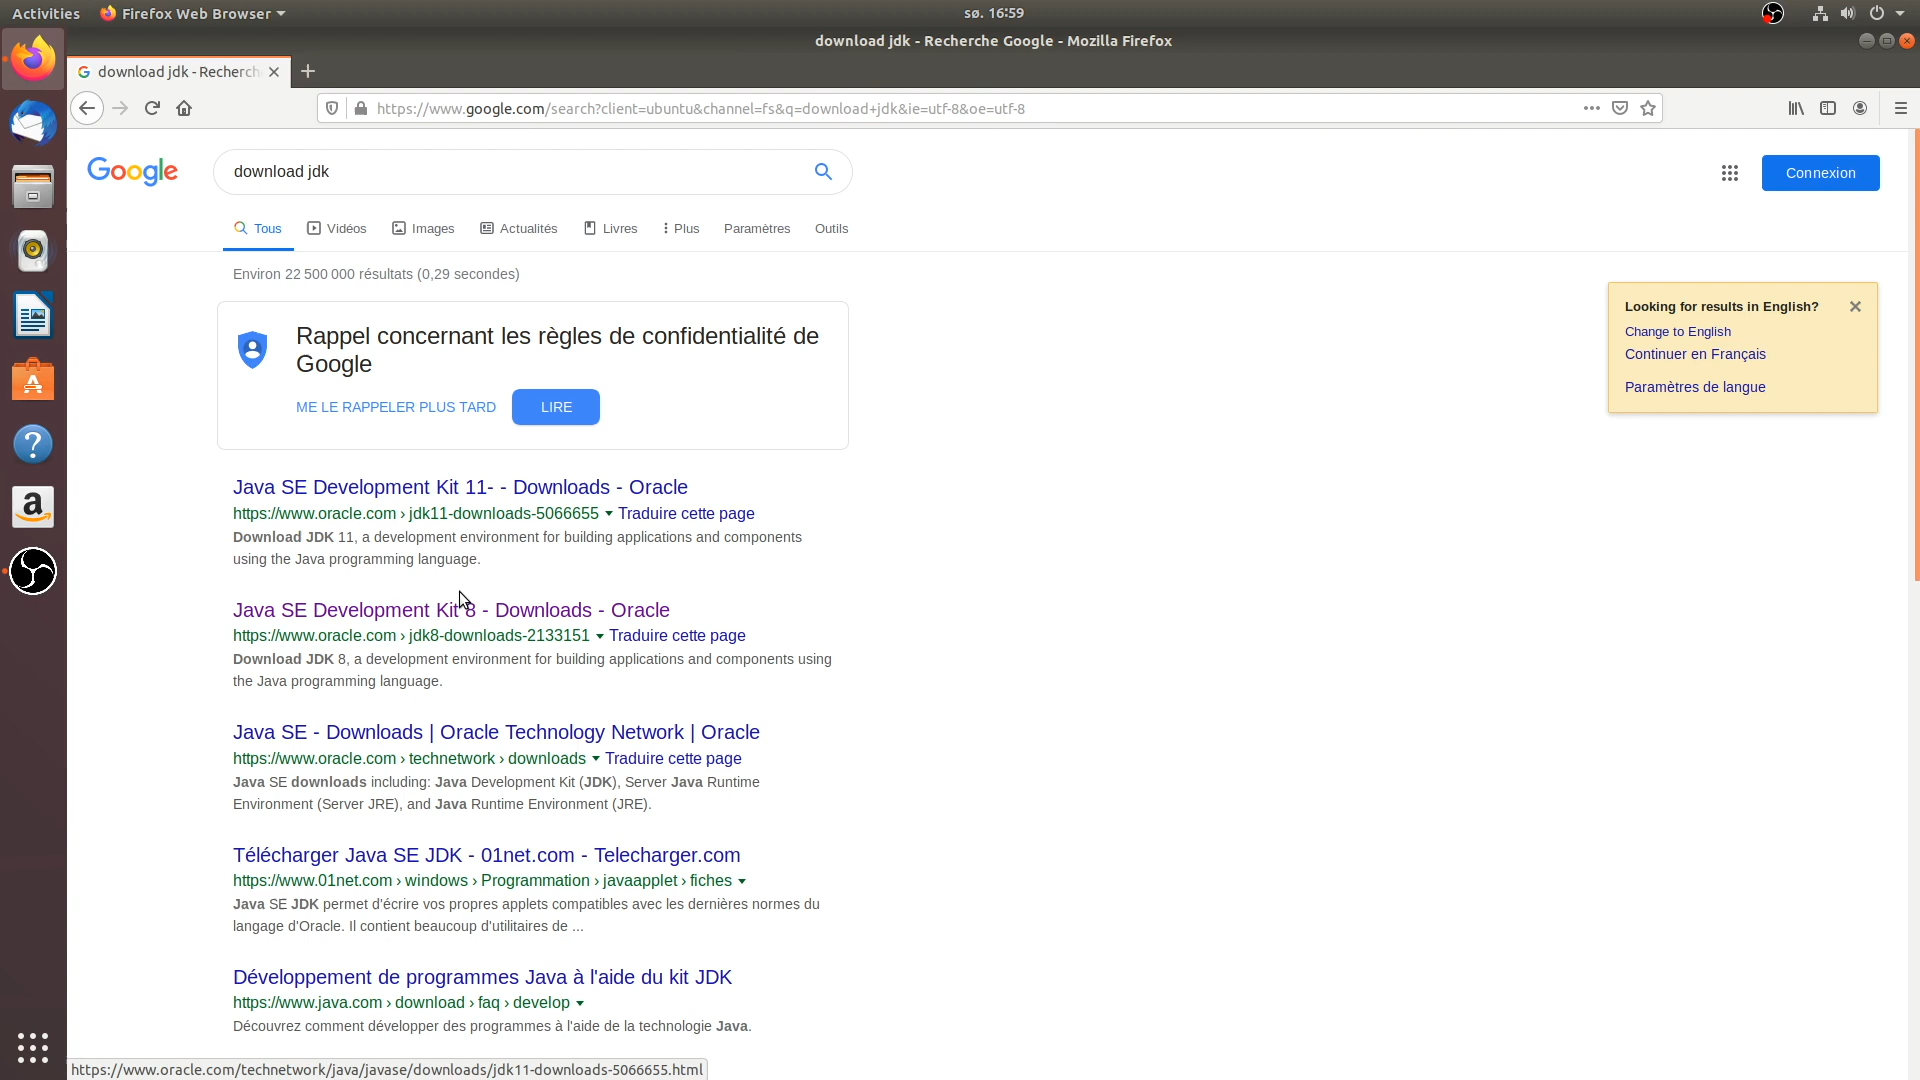 Activities
Firefox Web Browser
sø. 16:59
download jdk - Recherche Google - Mozilla Firefox
download jdk - Recherch
https://www.google.com/search?client=ubuntu&channel=fs&q=download+jdk&ie=utf-8&oe=utf-8
Google
download jdk
Connexion
Tous
Vidéos
Images
Actualités
Livres
Plus
Paramètres
Outils
Environ 22 500 000 résultats (0,29 secondes)
Looking for results in English?
Change to English
Continuer en Français
Paramètres de langue
Rappel concernant les règles de confidentialité de
Google
ME LE RAPPELER PLUS TARD
LIRE
Java SE Development Kit 11- - Downloads - Oracle
https://www.oracle.com › jdk11-downloads-5066655 Traduire cette page
Download JDK 11, a development environment for building applications and components
using the Java programming language.
Java SE Development Kit 8 - Downloads - Oracle
https://www.oracle.com › jdk8-downloads-2133151 Traduire cette page
Download JDK 8, a development environment for building applications and components using
the Java programming language.
Java SE - Downloads | Oracle Technology Network | Oracle
https://www.oracle.com › technetwork › downloads Traduire cette page
Java SE downloads including: Java Development Kit (JDK), Server Java Runtime
Environment (Server JRE), and Java Runtime Environment (JRE).
Télécharger Java SE JDK - 01net.com - Telecharger.com
https://www.01net.com › windows › Programmation › javaapplet › fiches
Java SE JDK permet d'écrire vos propres applets compatibles avec les dernières normes du
langage d'Oracle. Il contient beaucoup d'utilitaires de ...
Développement de programmes Java à l'aide du kit JDK
https://www.java.com › download › faq › develop
Découvrez comment développer des programmes à l'aide de la technologie Java.
https://www.oracle.com/technetwork/java/javase/downloads/jdk11-downloads-5066655.html